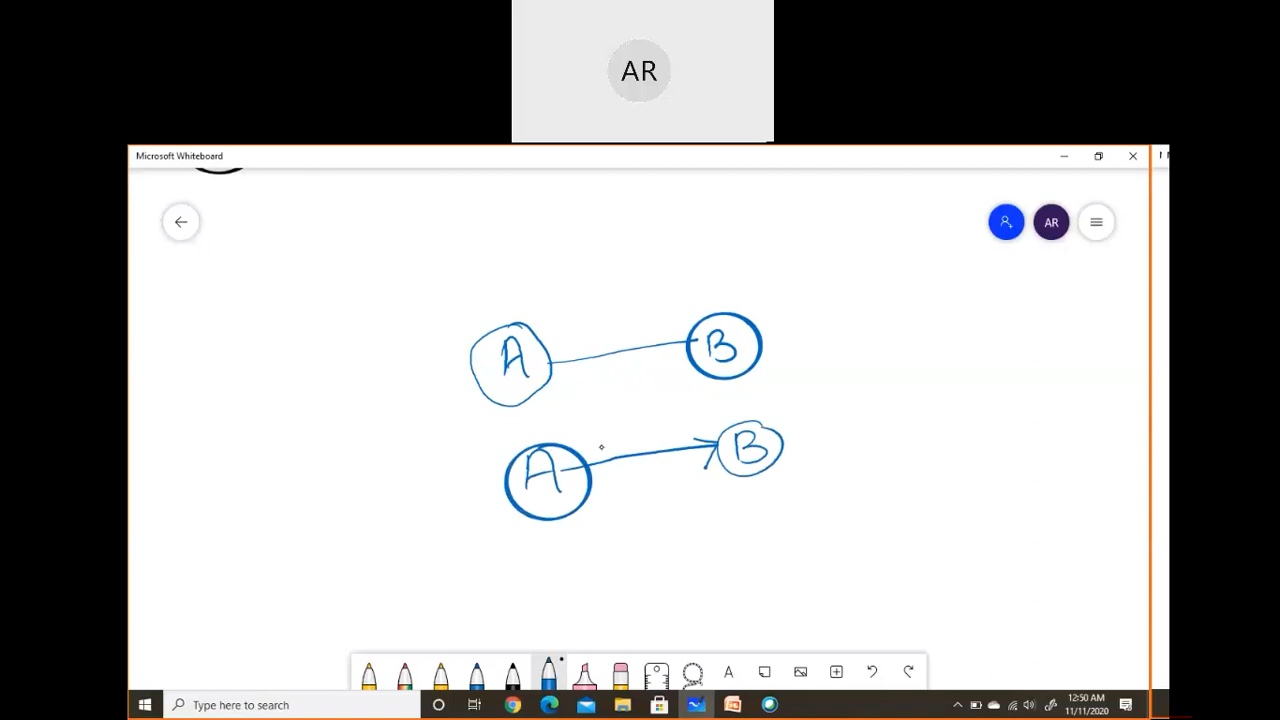 AR
Microsoft Whiteboard
AR
A B
A B
A
Type here to search
12:50 AM
11/11/2020